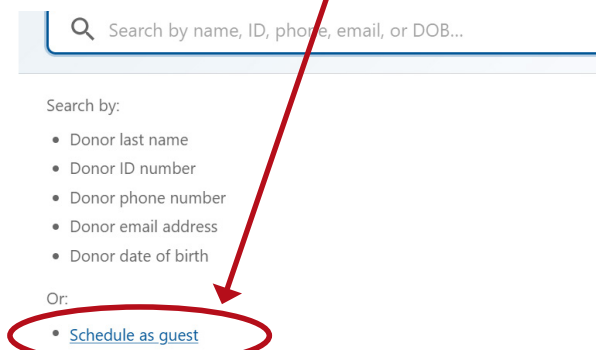 Search by name, ID, phone, email, or DOB...
Search by:
• Donor last name
• Donor ID number
• Donor phone number
• Donor email address
• Donor date of birth
Or:
• Schedule as guest